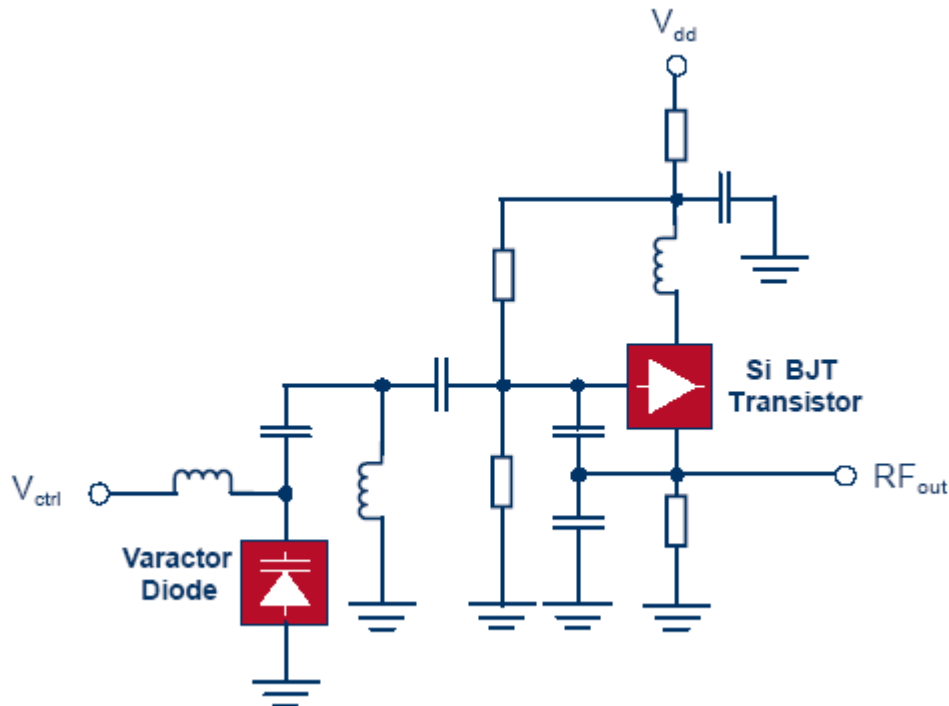 Vdd
Si BJT
Transistor
Vctrl
RFout
Varactor
Diode